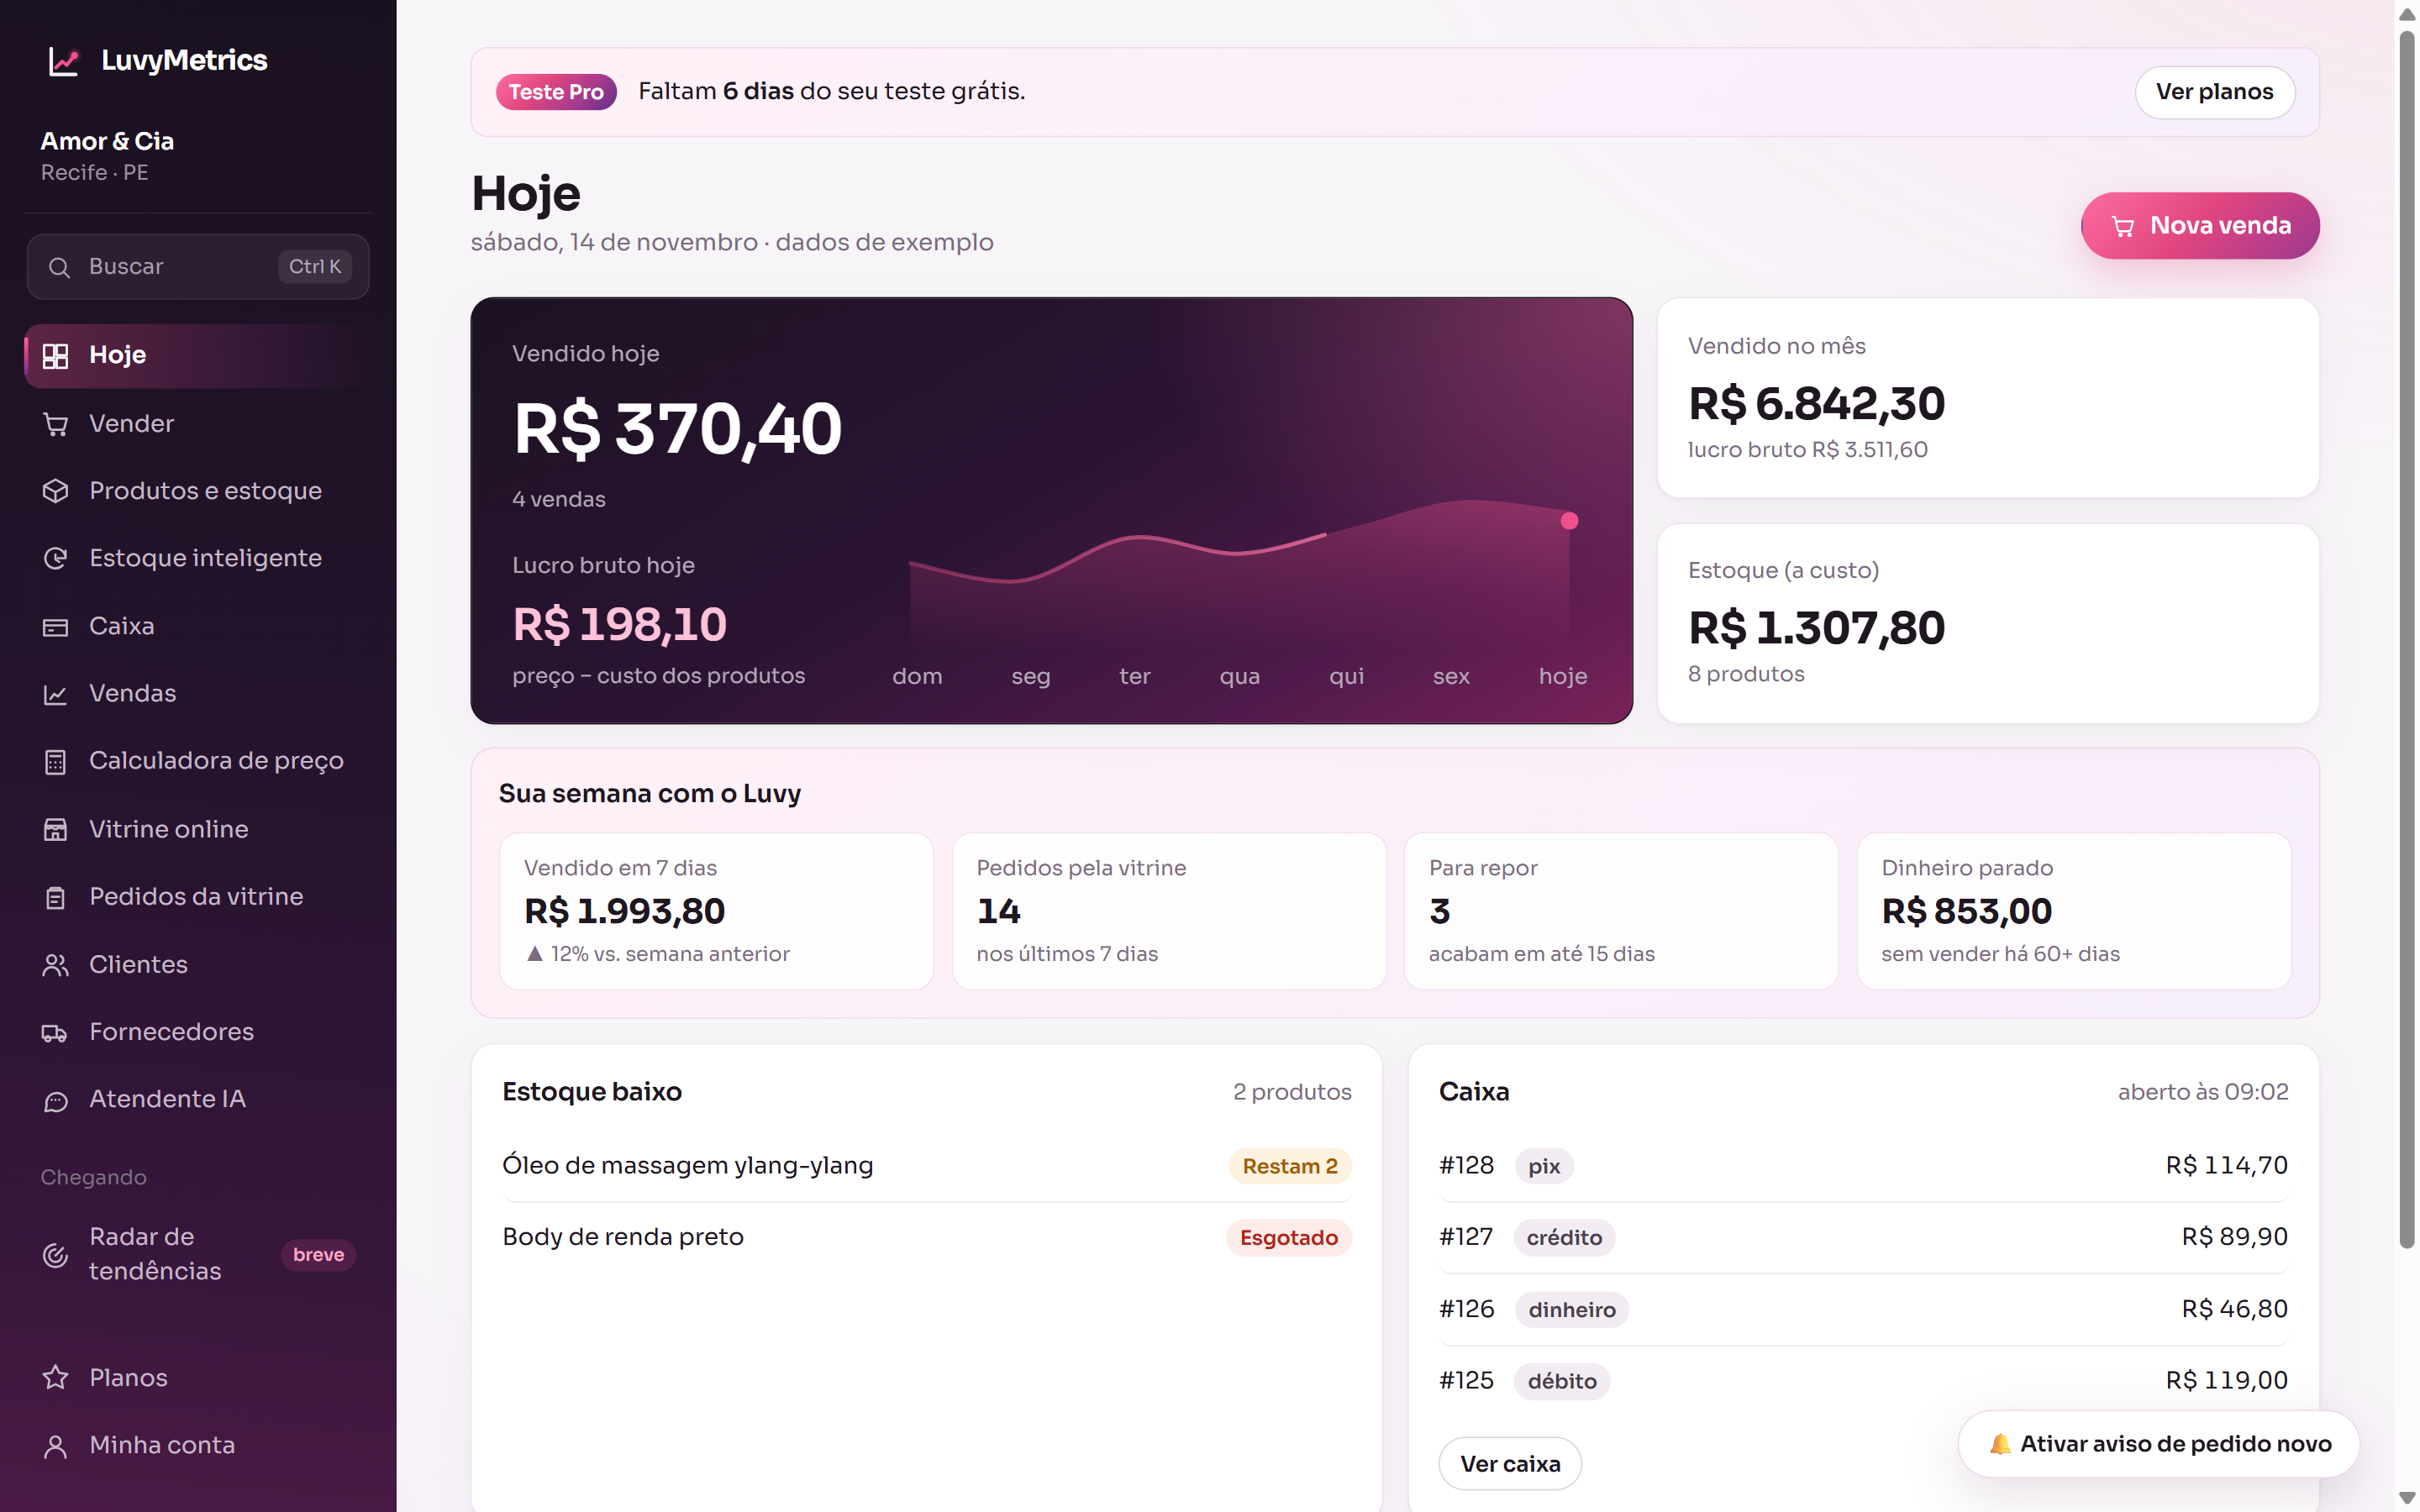 LuvyMetrics
Amor & Cia
Recife · PE
Buscar
Ctrl K
Hoje
Vender
Produtos e estoque
Estoque inteligente
Caixa
Vendas
Calculadora de preço
Vitrine online
Pedidos da vitrine
Clientes
Fornecedores
Atendente IA
Chegando
Radar de
tendências
breve
Planos
Minha conta
Teste Pro
Faltam 6 dias do seu teste grátis.
Ver planos
Hoje
sábado, 14 de novembro · dados de exemplo
Nova venda
Vendido hoje
R$ 370,40
4 vendas
Lucro bruto hoje
R$ 198,10
preço – custo dos produtos
dom seg ter qua qui sex hoje
Vendido no mês
R$ 6.842,30
lucro bruto R$ 3.511,60
Estoque (a custo)
R$ 1.307,80
8 produtos
Sua semana com o Luvy
Vendido em 7 dias
R$ 1.993,80
▲ 12% vs. semana anterior
Pedidos pela vitrine
14
nos últimos 7 dias
Para repor
3
acabam em até 15 dias
Dinheiro parado
R$ 853,00
sem vender há 60+ dias
Estoque baixo
2 produtos
Óleo de massagem ylang-ylang
Restam 2
Body de renda preto
Esgotado
Caixa
aberto às 09:02
#128 pix R$ 114,70
#127 crédito R$ 89,90
#126 dinheiro R$ 46,80
#125 débito R$ 119,00
Ver caixa
🔔 Ativar aviso de pedido novo